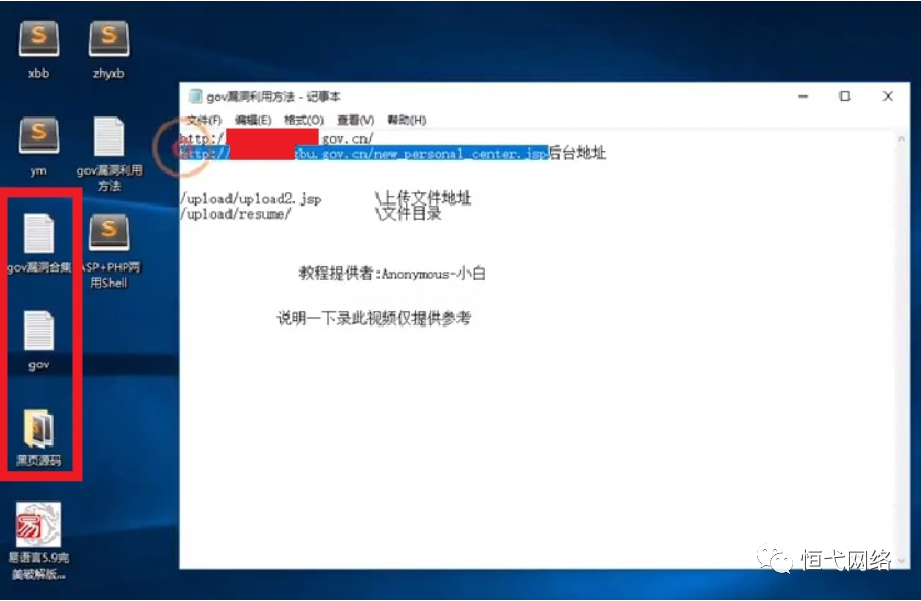 xbb
zhyxb
ym
gov漏洞利用
方法
gov漏洞合集
ASP+PHP两
用Shell
gov
黑页源码
易语言5.9完
美破解版...
gov漏洞利用方法 - 记事本
文件(F) 编辑(E) 格式(O) 查看(V) 帮助(H)
http:/ gov.cn/
http:// gbu.gov.cn/new_personal_center.jsp后台地址
/upload/upload2.jsp \上传文件地址
/upload/resume/ \文件目录
教程提供者:Anonymous-小白
说明一下录此视频仅提供参考
恒弋网络